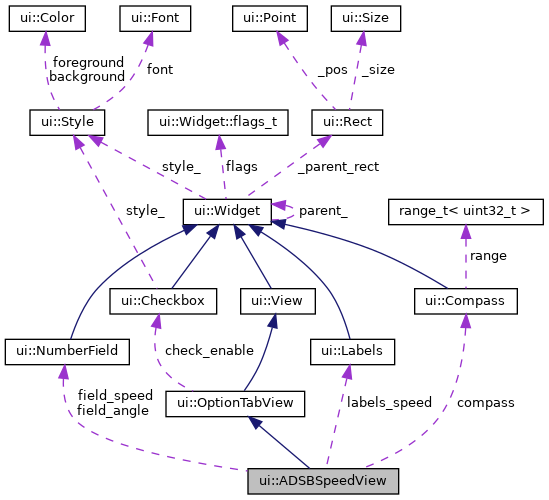 ui::Color
ui::Font
ui::Point
ui::Size
foreground
background
font
_pos
_size
ui::Style
ui::Widget::flags_t
ui::Rect
style_
flags
_parent_rect
style_
ui::Widget
parent_
range_t< uint32_t >
range
ui::Checkbox
ui::View
ui::Compass
ui::NumberField
check_enable
ui::Labels
field_speed
field_angle
ui::OptionTabView
labels_speed
compass
ui::ADSBSpeedView